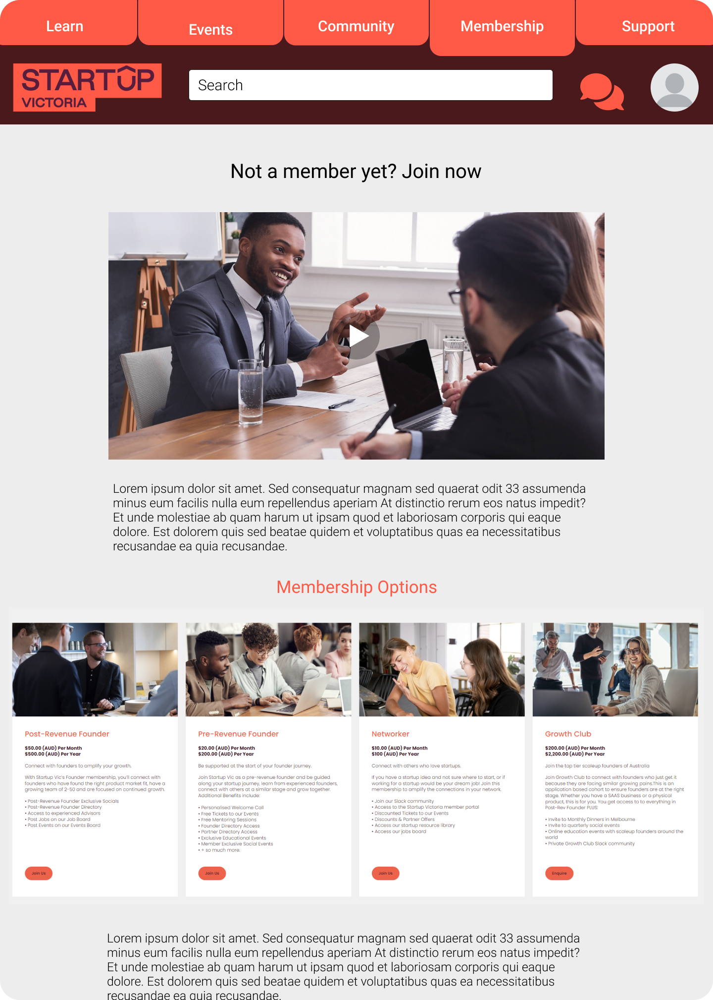 Learn
Events
Community
Membership
Support
STARTUP
VICTORIA
Search
Not a member yet? Join now
Lorem ipsum dolor sit amet. Sed consequatur magnam sed quaerat odit 33 assumenda
minus eum facilis nulla eum repellendus aperiam At distinctio rerum eos natus impedit?
Et unde molestiae ab quam harum ut ipsam quod et laboriosam corporis qui eaque
dolore. Est dolorem quis sed beatae quidem et voluptatibus quas ea necessitatibus
recusandae ea quia recusandae.
Membership Options
Post-Revenue Founder
$50.00 (AUD) Per Month
$500.00 (AUD) Per Year
Connect with founders to amplify your growth.
With Startup Vic's Founder membership, you'll connect with
founders who have found the right product market fit, have a
growing team of 2-50 and are focused on continued growth.
• Post-Revenue Founder Exclusive Socials
• Post-Revenue Founder Directory
• Access to experienced Advisors
• Post Jobs on our Job Board
• Post Events on our Events Board
Join Us
Pre-Revenue Founder
$20.00 (AUD) Per Month
$200.00 (AUD) Per Year
Be supported at the start of your founder journey.
Join Startup Vic as a pre-revenue founder and be guided
along your startup journey, learn from experienced founders,
connect with others at a similar stage and grow together.
Additional Benefits include:
• Personalised Welcome Call
• Free Tickets to our Events
• Free Mentoring Sessions
• Founder Directory Access
• Partner Directory Access
• Exclusive Educational Events
• Member Exclusive Social Events
• + so much more.
Join Us
Networker
$10.00 (AUD) Per Month
$100 (AUD) Per Year
Connect with others who love startups.
If you have a startup idea and not sure where to start, or if
working for a startup would be your dream job! Join this
membership to amplify the connections in your network.
• Join our Slack community
• Access to the Startup Victoria member portal
• Discounted Tickets to our Events
• Discounts & Partner Offers
• Access our startup resource library
• Access our jobs board
Join Us
Growth Club
$200.00 (AUD) Per Month
$2,200.00 (AUD) Per Year
Join the top tier scaleup founders of Australia
Join Growth Club to connect with founders who just get it
because they are facing similar growing pains.This is an
application based cohort to ensure founders are at the right
stage. Whether you have a SAAS business or a physical
product, this is for you. You get access to to everything in
Post-Rev Founder PLUS:
• Invite to Monthly Dinners in Melbourne
• Invite to quarterly social events
• Online education events with scaleup founders around the
world
• Private Growth Club Slack community
Enquire
Lorem ipsum dolor sit amet. Sed consequatur magnam sed quaerat odit 33 assumenda
minus eum facilis nulla eum repellendus aperiam At distinctio rerum eos natus impedit?
Et unde molestiae ab quam harum ut ipsam quod et laboriosam corporis qui eaque
dolore. Est dolorem quis sed beatae quidem et voluptatibus quas ea necessitatibus
recusandae ea quia recusandae.